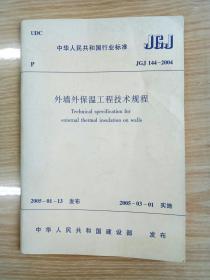 UDC
中华人民共和国行业标准 JGJ
P
JGJ 144-2004
外墙外保温工程技术规程
Technical specification for
external thermal insulation on walls
2005-01-13 发布 2005-03-01 实施
中华人民共和国建设部 发布